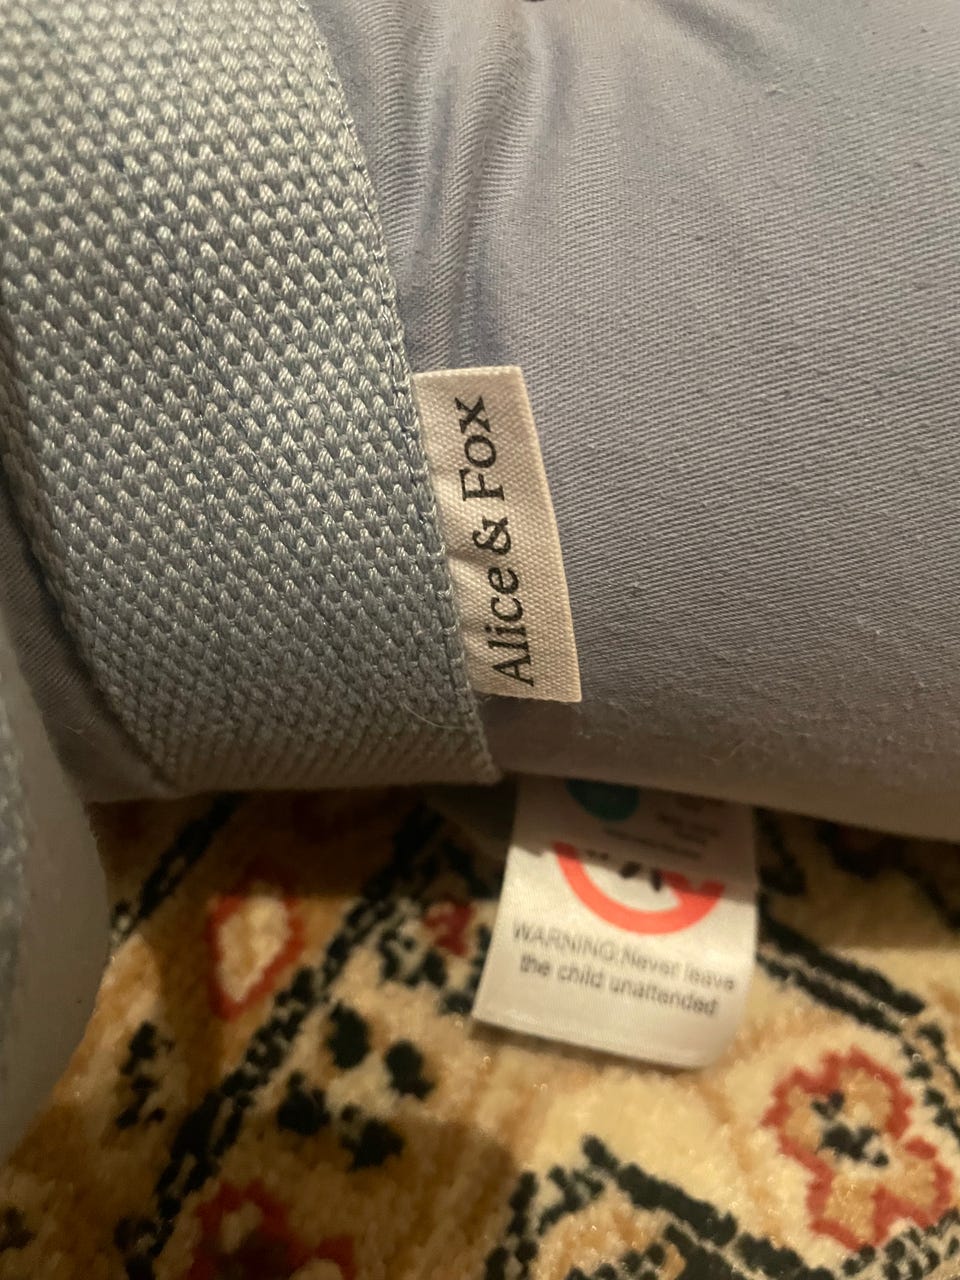 Alice & Fox
WARNING:Never leave
the child unattended